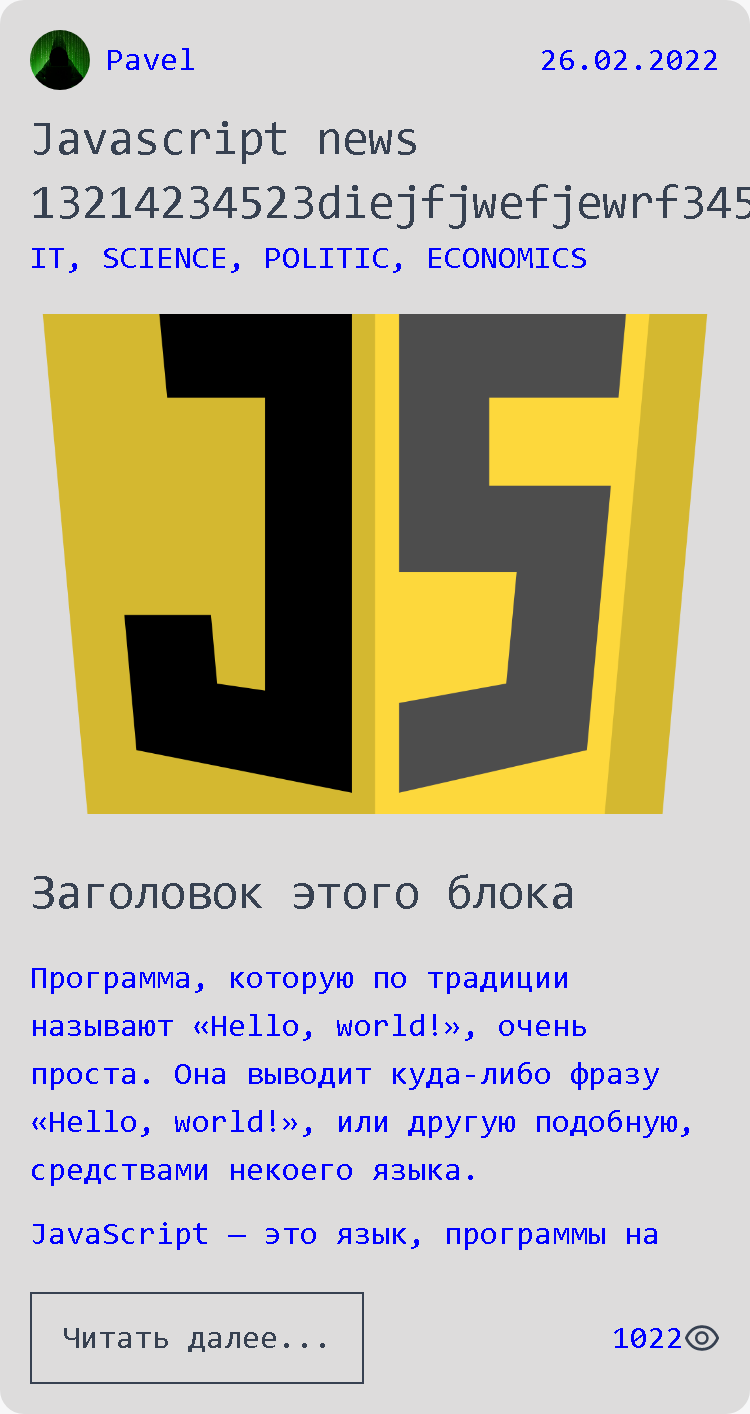 Pavel 26.02.2022
Javascript news
13214234523diejfjwefjewrf345
IT, SCIENCE, POLITIC, ECONOMICS
JS
Заголовок этого блока
Программа, которую по традиции
называют «Hello, world!», очень
проста. Она выводит куда-либо фразу
«Hello, world!», или другую подобную,
средствами некоего языка.
JavaScript — это язык, программы на
Читать далее... 1022